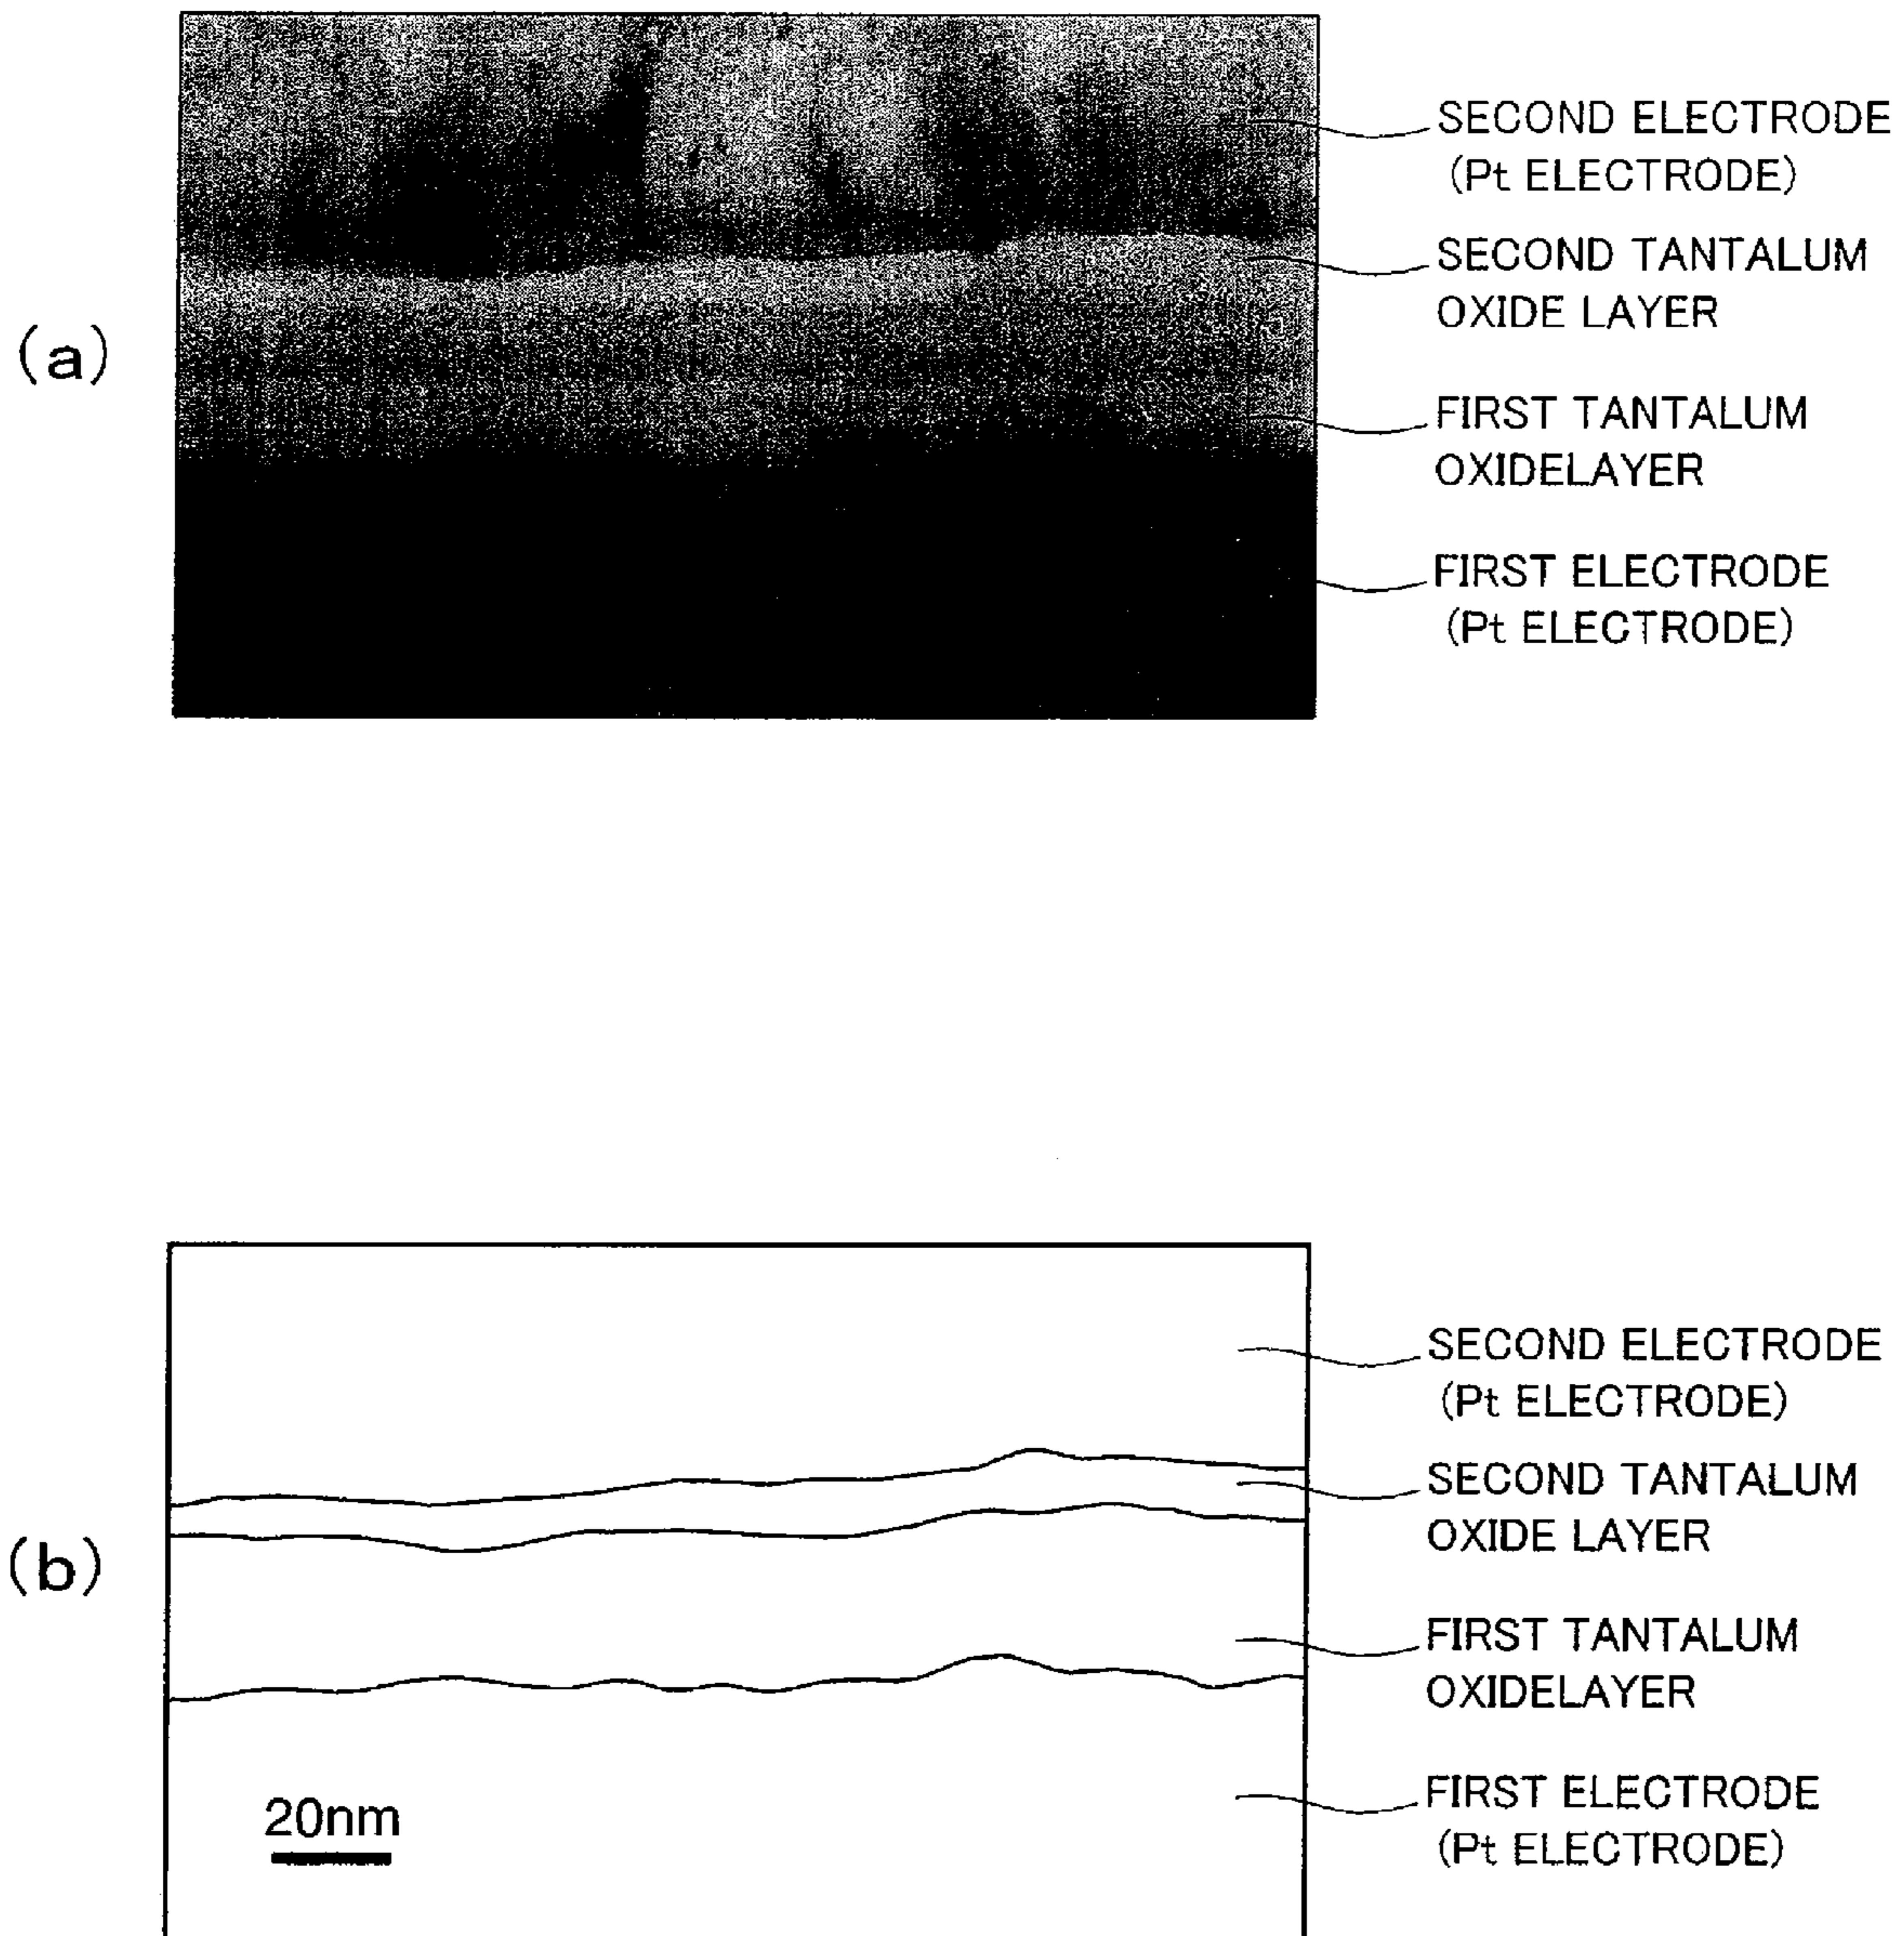 (a)
SECOND ELECTRODE
(Pt ELECTRODE)
SECOND TANTALUM
OXIDE LAYER
FIRST TANTALUM
OXIDELAYER
FIRST ELECTRODE
(Pt ELECTRODE)
(b)
SECOND ELECTRODE
(Pt ELECTRODE)
SECOND TANTALUM
OXIDE LAYER
FIRST TANTALUM
OXIDELAYER
FIRST ELECTRODE
(Pt ELECTRODE)
20nm